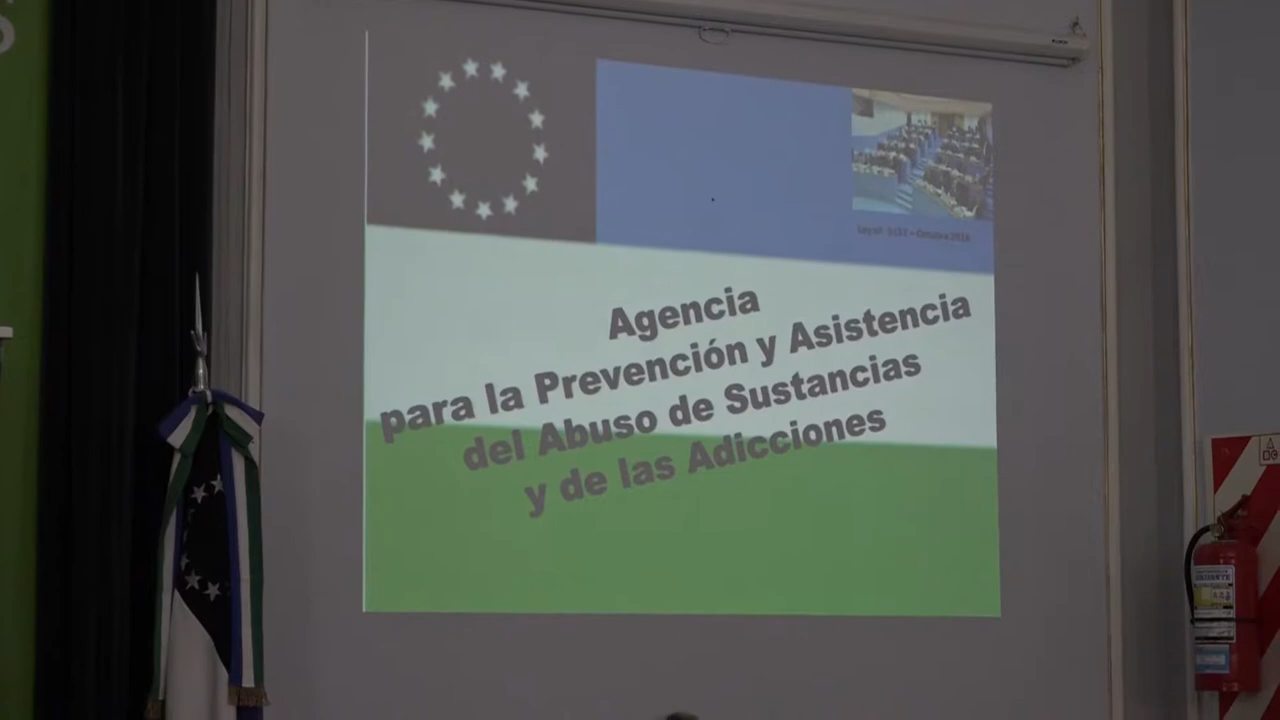 Agencia
para la Prevención y Asistencia
del Abuso de Sustancias
y de las Adicciones